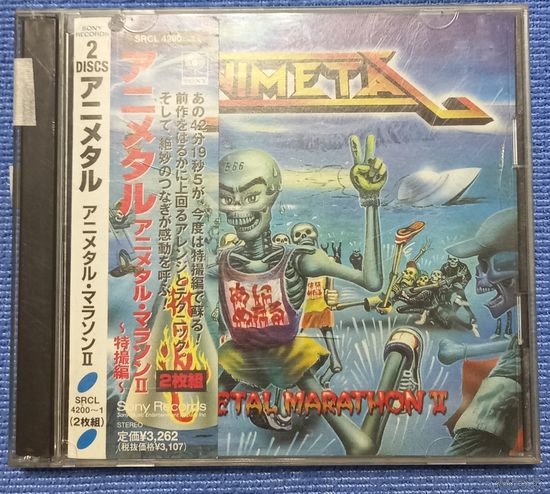 SONY
RECORDS
2
DISCS
アニメタル
アニメタル・マラソンⅡ
SRCL
4200~1
(2枚組)
SRCL 4200
SONY
アニメタル
アニメタル・マラソンⅡ
~特撮編~
あの42分19秒5が、今度は特撮編で蘇る!
前作をはるかに上回るアレンジとテクニック
そして、絶妙のつなぎが感動を呼ぶ
2枚組
Sony Records
STEREO
定価¥3,262
(税抜価格¥3,107)
NIMETAL
666
ETAL MARATHON Ⅱ